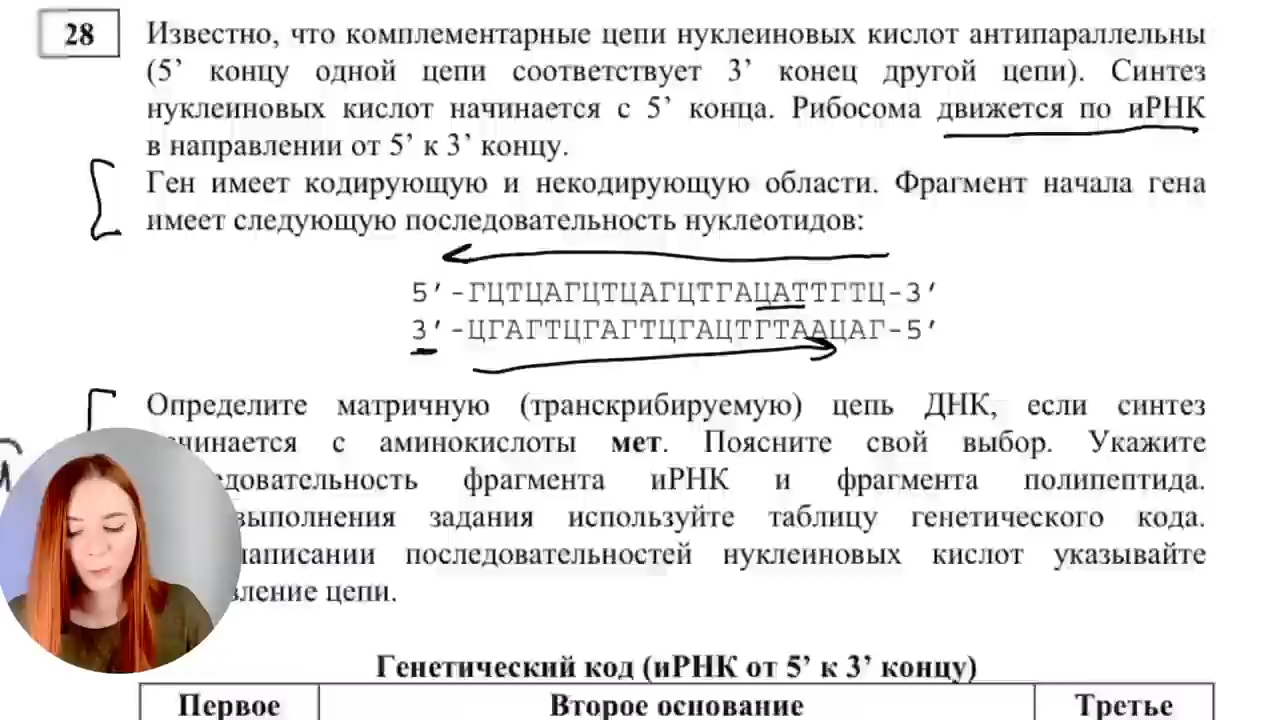 28 Известно, что комплементарные цепи нуклеиновых кислот антипараллельны
(5’ концу одной цепи соответствует 3’ конец другой цепи). Синтез
нуклеиновых кислот начинается с 5’ конца. Рибосома движется по иРНК
в направлении от 5’ к 3’ концу.
Ген имеет кодирующую и некодирующую области. Фрагмент начала гена
имеет следующую последовательность нуклеотидов:
5’-ГЦТЦАГЦТЦАГЦТГАЦАТТГТЦ-3’
3’-ЦГАГТЦГАГТЦГАЦТГТААЦАГ-5’
Определите матричную (транскрибируемую) цепь ДНК, если синтез
чинается с аминокислоты мет. Поясните свой выбор. Укажите
довательность фрагмента иРНК и фрагмента полипептида.
выполнения задания используйте таблицу генетического кода.
написании последовательностей нуклеиновых кислот указывайте
вление цепи.
Генетический код (иРНК от 5’ к 3’ концу)
Первое Второе основание Третье